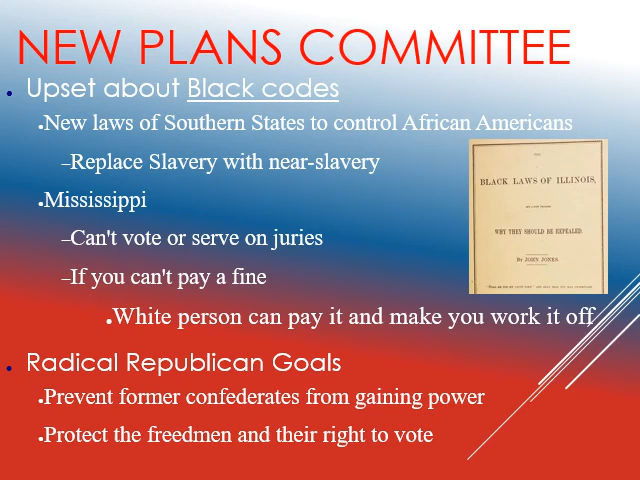 NEW PLANS COMMITTEE
Upset about Black codes
New laws of Southern States to control African Americans
–Replace Slavery with near-slavery
Mississippi
–Can't vote or serve on juries
–If you can't pay a fine
White person can pay it and make you work it off
Radical Republican Goals
Prevent former confederates from gaining power
Protect the freedmen and their right to vote
THE
BLACK LAWS OF ILLINOIS,
WHY THEY SHOULD BE REPEALED.
BY JOHN JONES.